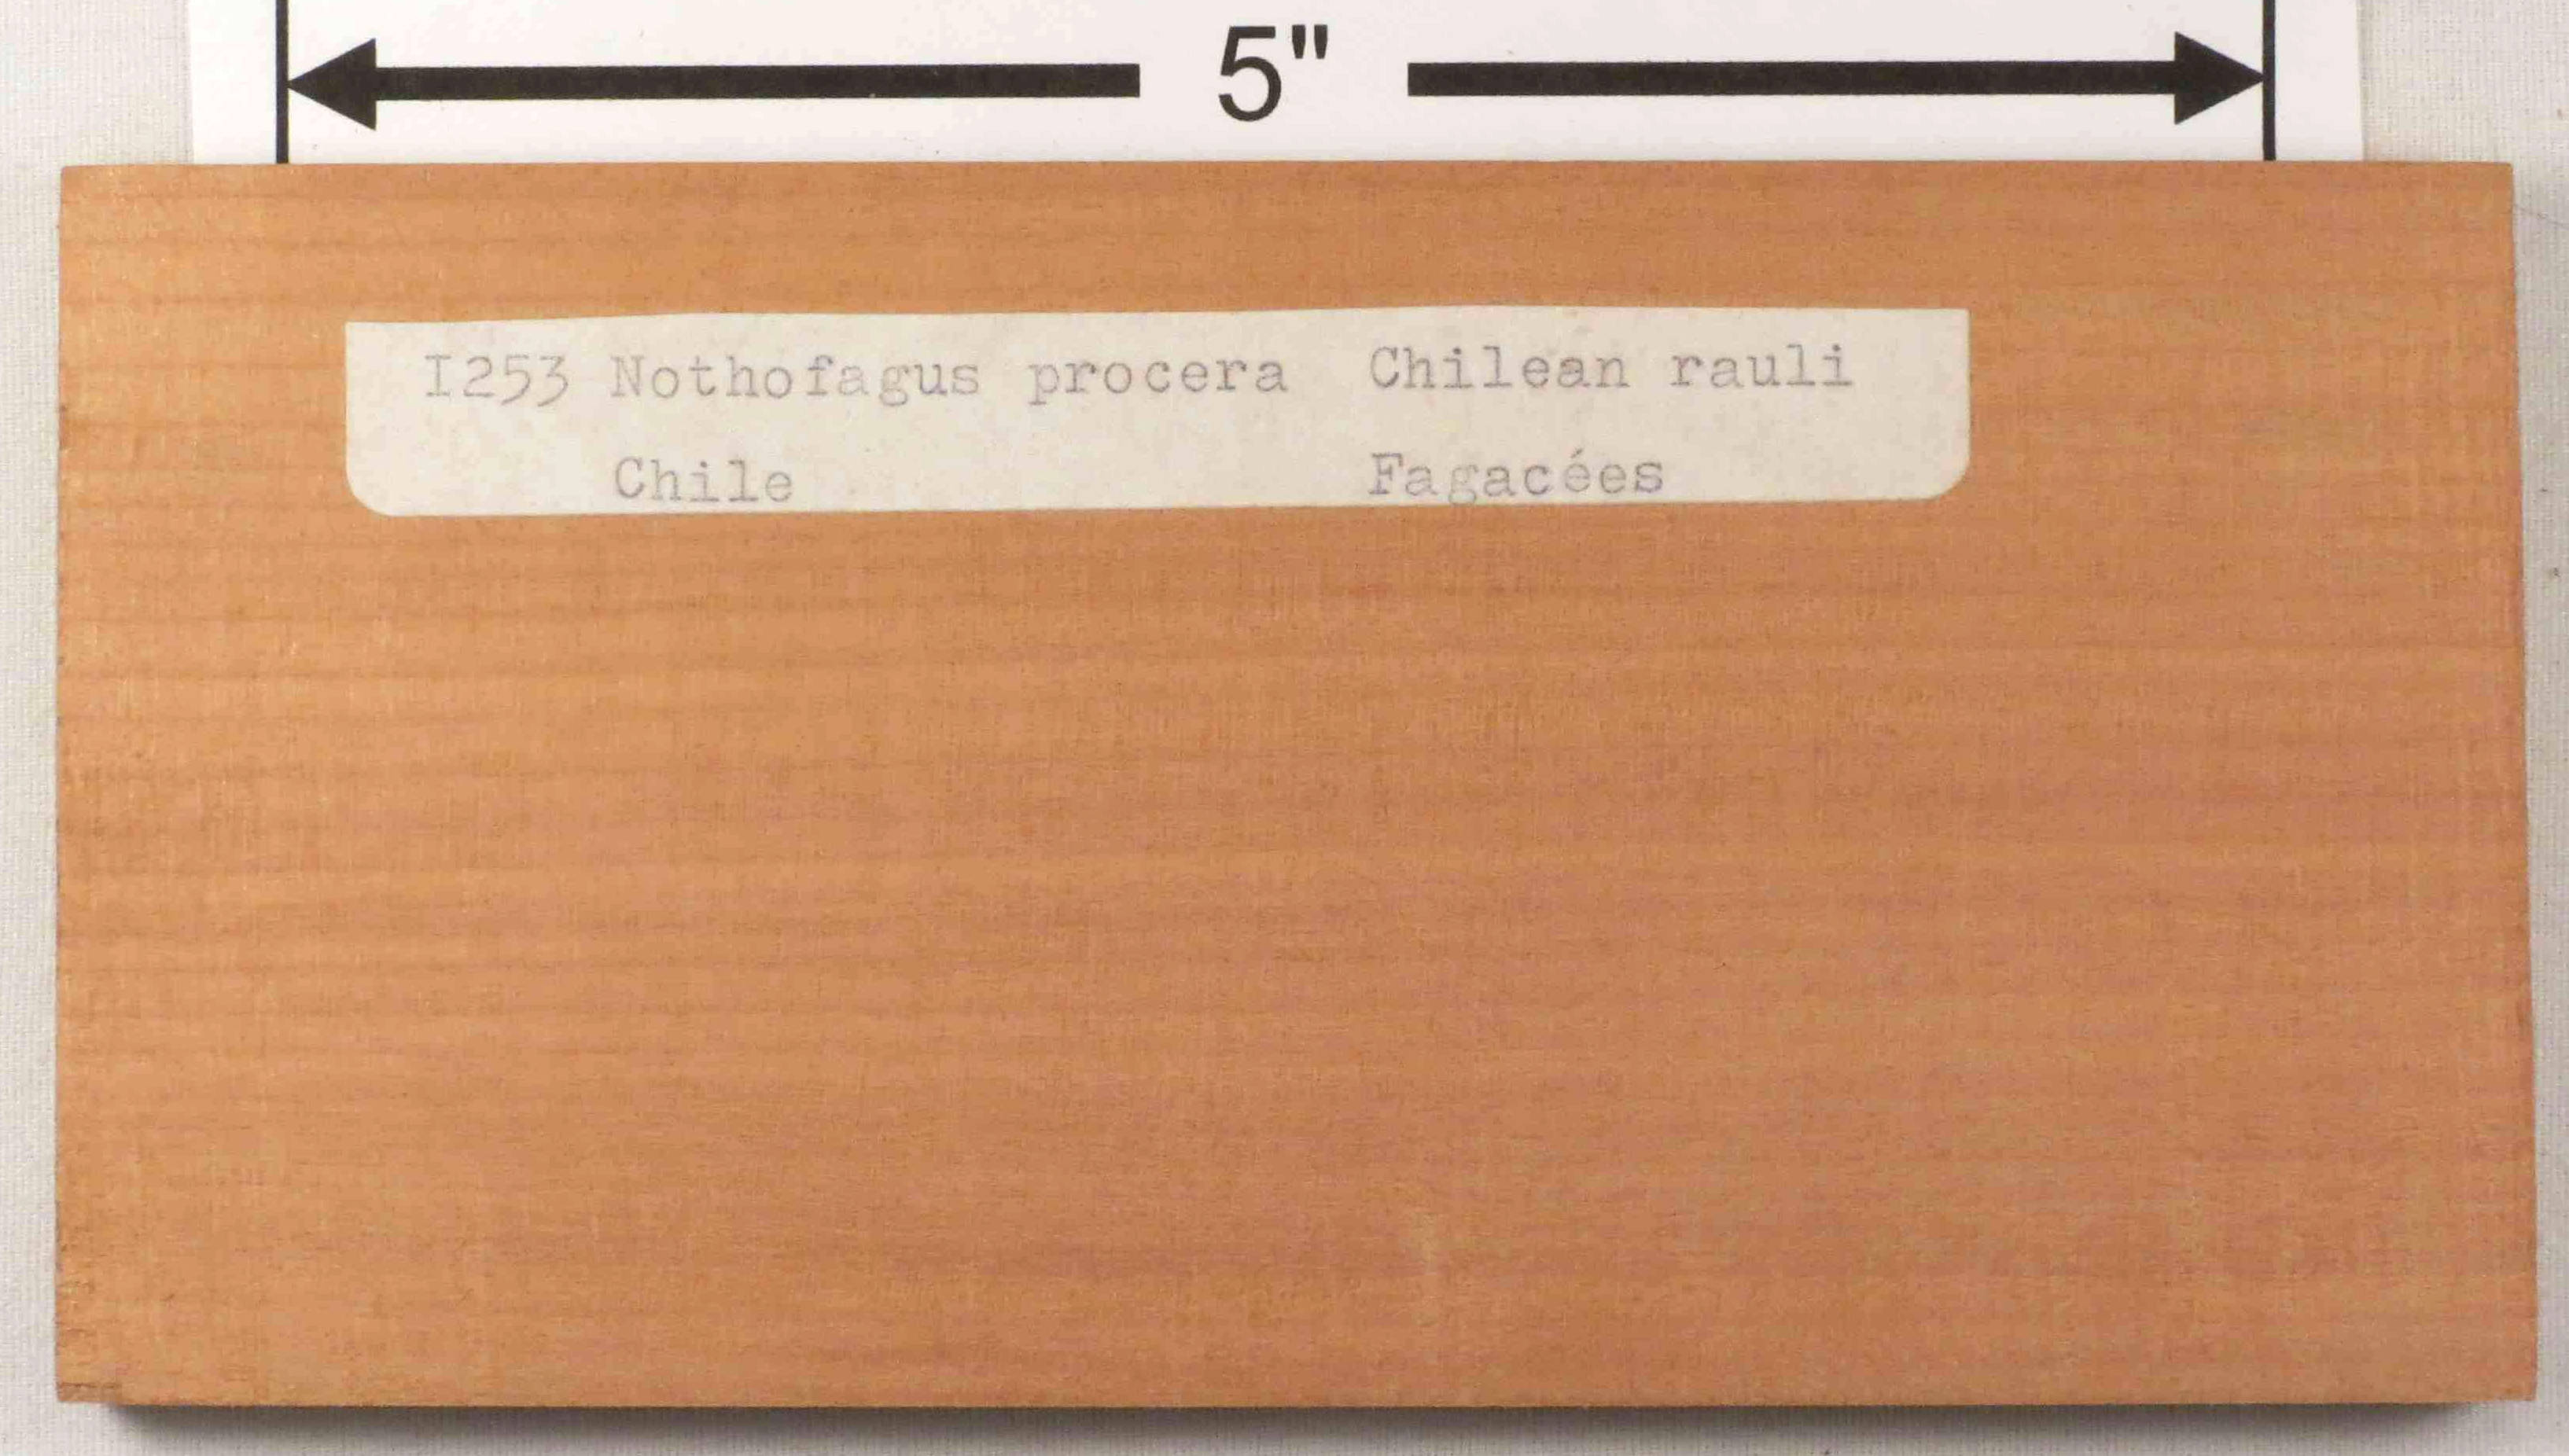 5"
I253 Nothofagus procera Chilean rauli
Chile Fagacées